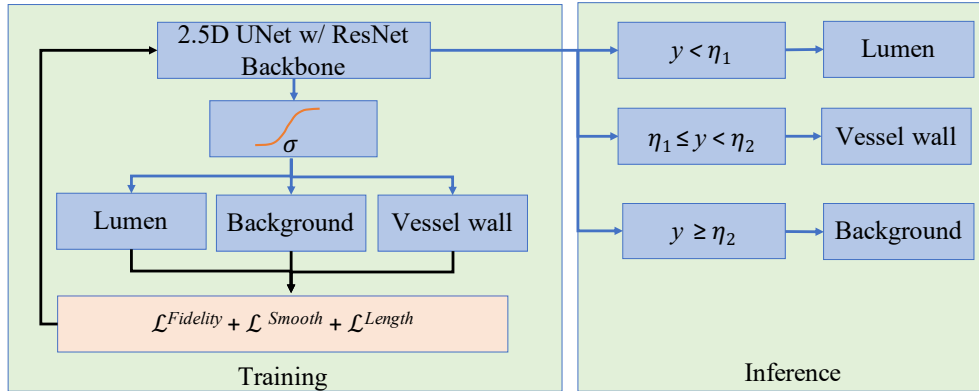 2.5D UNet w/ ResNet
Backbone
σ
Lumen
Background
Vessel wall
ℒ^Fidelity + ℒ^Smooth + ℒ^Length
Training
y < η₁
Lumen
η₁ ≤ y < η₂
Vessel wall
y ≥ η₂
Background
Inference